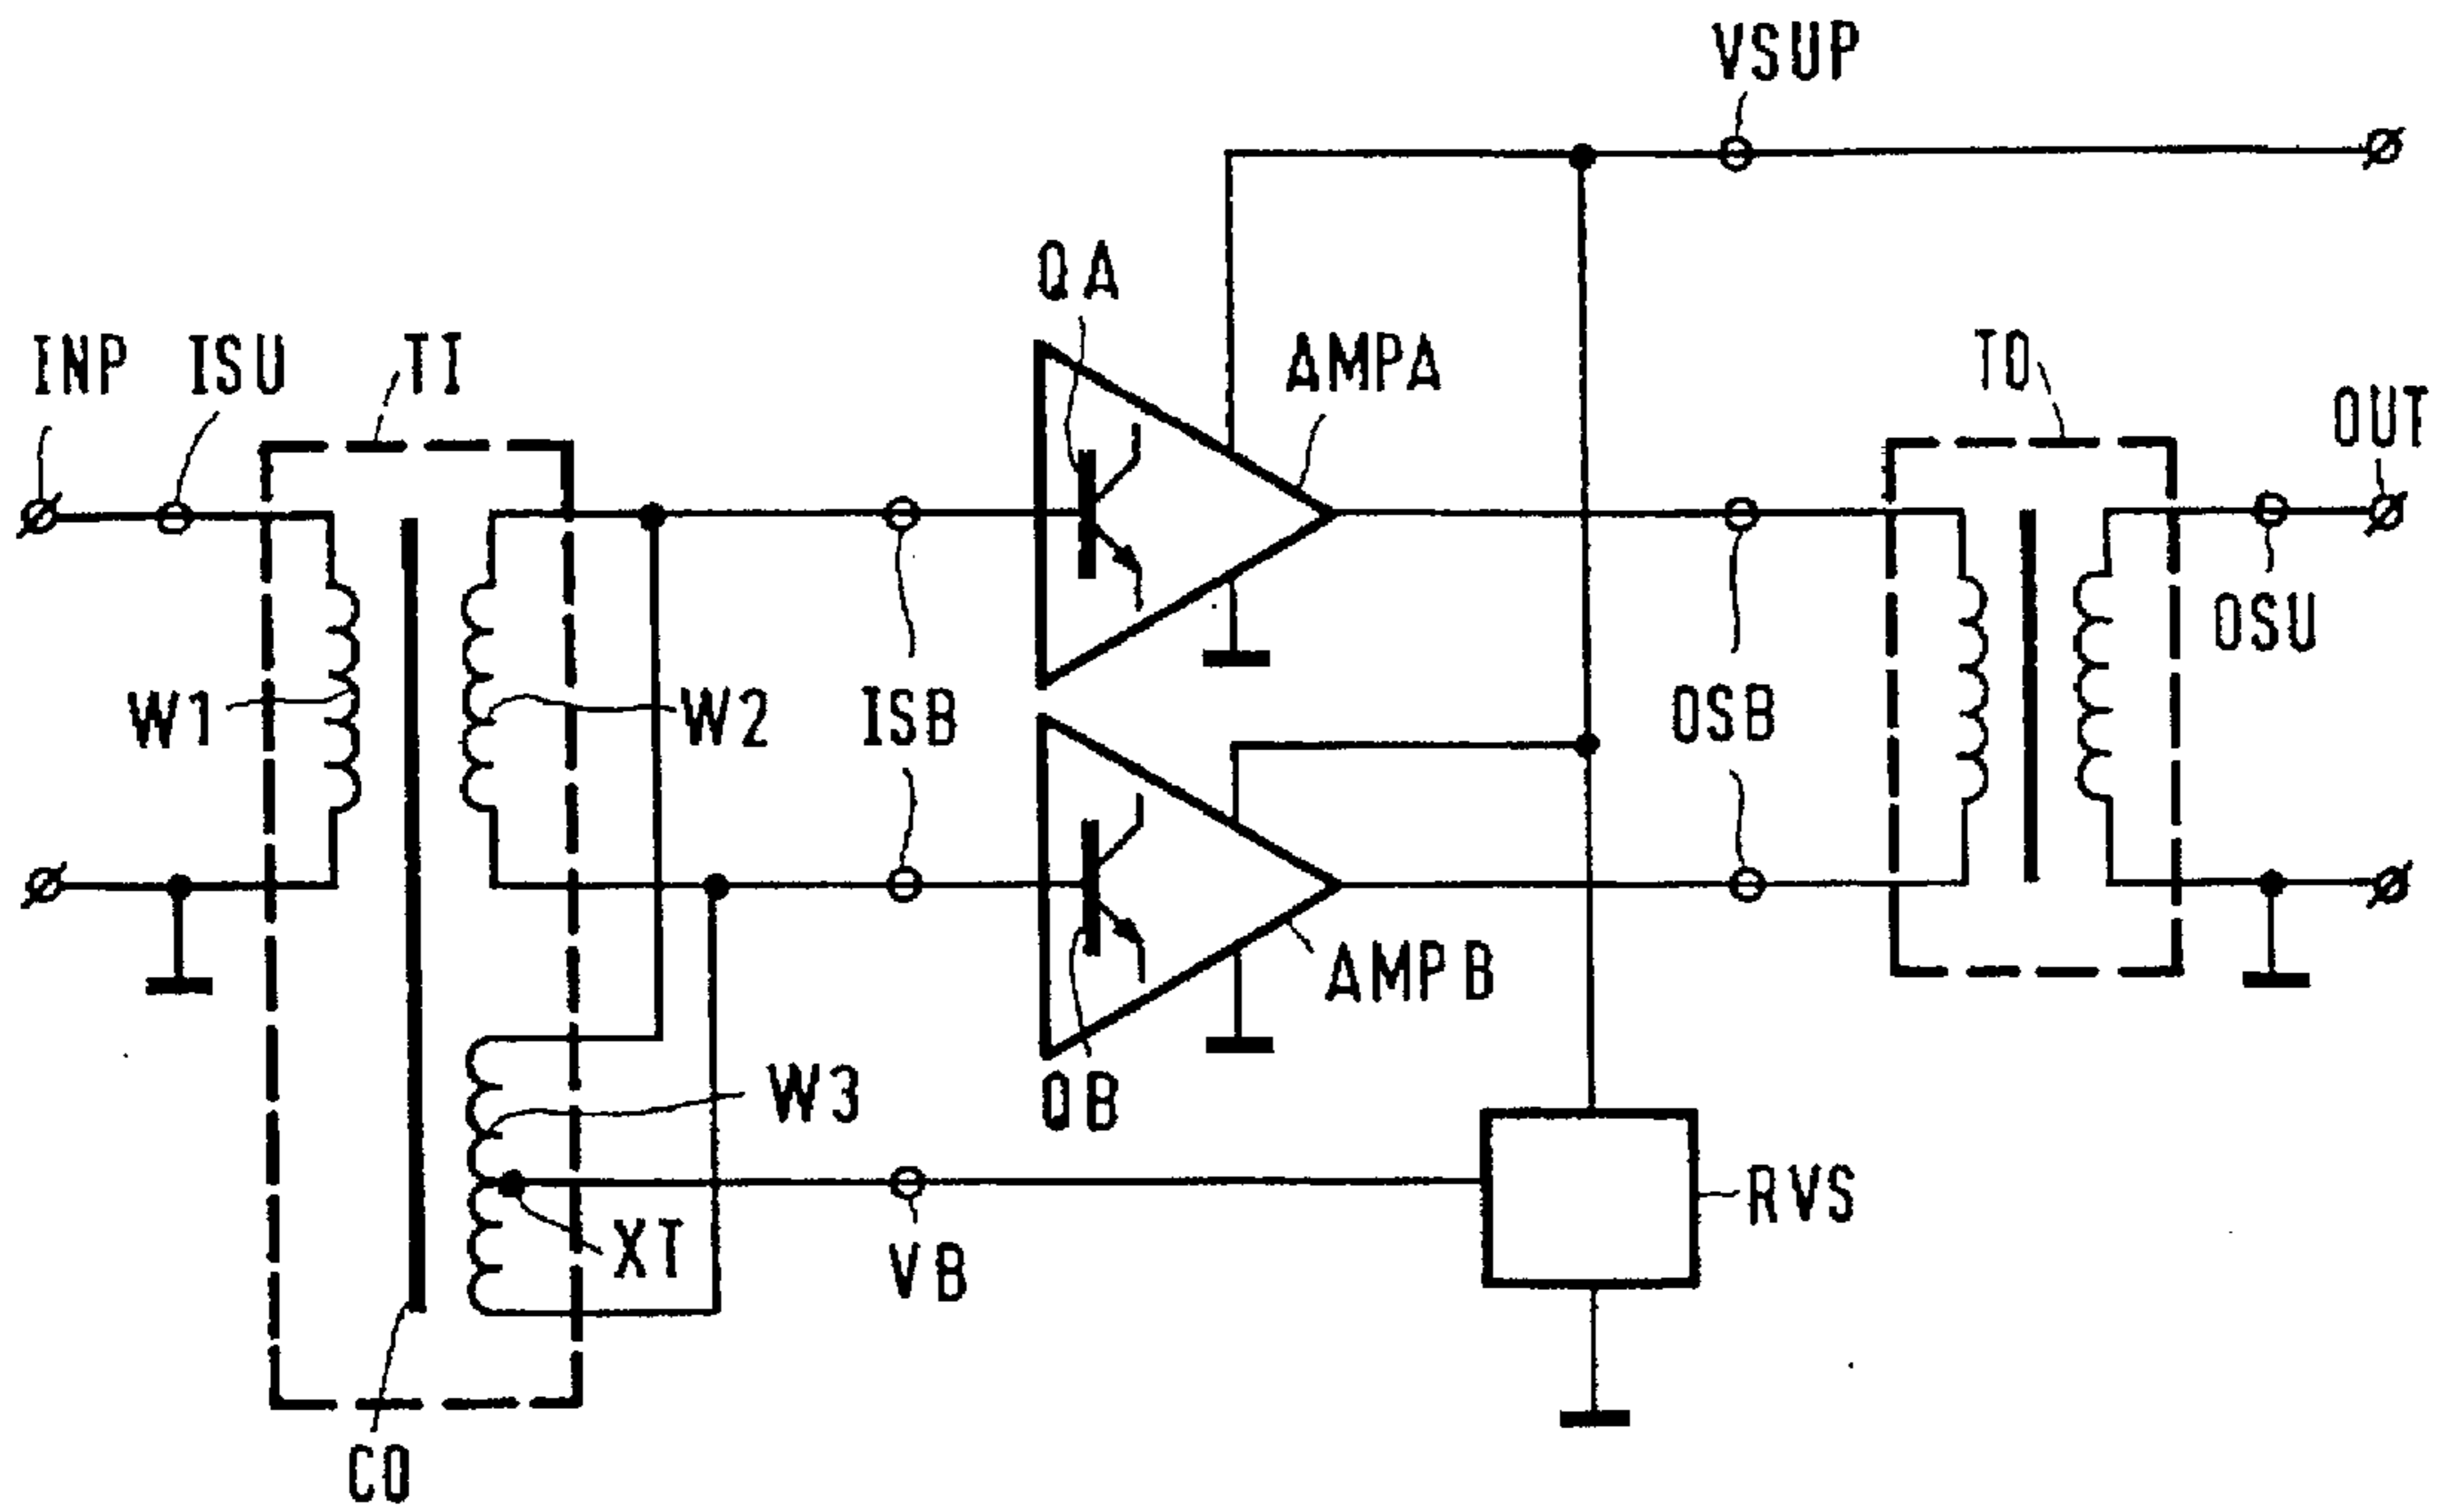 VSUP
QA
INP ISU TI AMPA TO
OUT
OSU
W1 W2 ISB OSB
AMPB
W3 QB
RVS
XT VB
CO